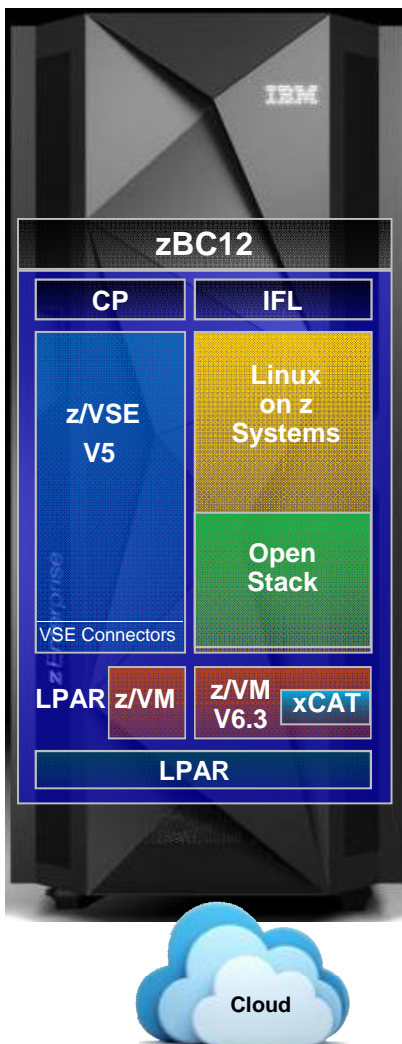 IBM
zBC12
CP
IFL
z/VSE
V5
Linux
on z
Systems
Open
Stack
zEnterprise
VSE Connectors
LPAR
z/VM
z/VM
V6.3
xCAT
LPAR
Cloud